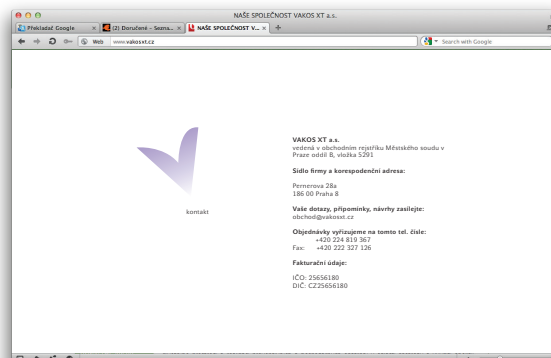 NAŠE SPOLEČNOST VAKOS XT a.s.
Překladač Google
(2) Doručené – Sezna...
NAŠE SPOLEČNOST V...
Web www.vakosxt.cz
Search with Google
VAKOS XT a.s.
vedená v obchodním rejstříku Městského soudu v
Praze oddíl B, vložka 5291
Sídlo firmy a korespodenční adresa:
Pernerova 28a
186 00 Praha 8
kontakt
Vaše dotazy, připomínky, návrhy zasílejte:
obchod@vakosxt.cz
Objednávky vyřizujeme na tomto tel. čísle:
+420 224 819 367
Fax: +420 222 327 126
Fakturační údaje:
IČO: 25656180
DIČ: CZ25656180